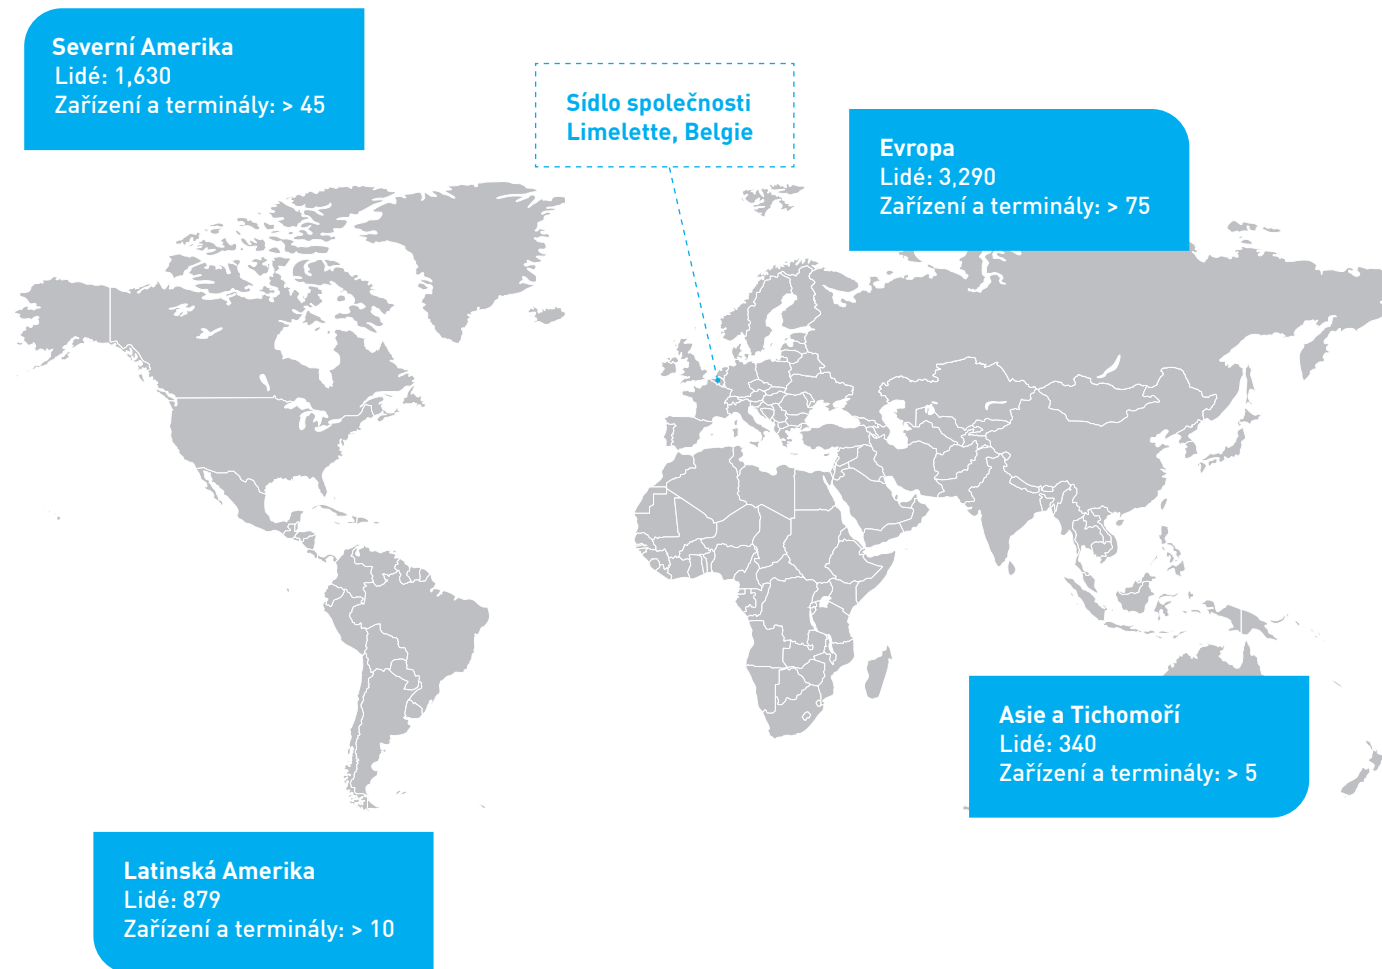 Severní Amerika
Lidé: 1,630
Zařízení a terminály: > 45
Sídlo společnosti
Limelette, Belgie
Evropa
Lidé: 3,290
Zařízení a terminály: > 75
Asie a Tichomoří
Lidé: 340
Zařízení a terminály: > 5
Latinská Amerika
Lidé: 879
Zařízení a terminály: > 10